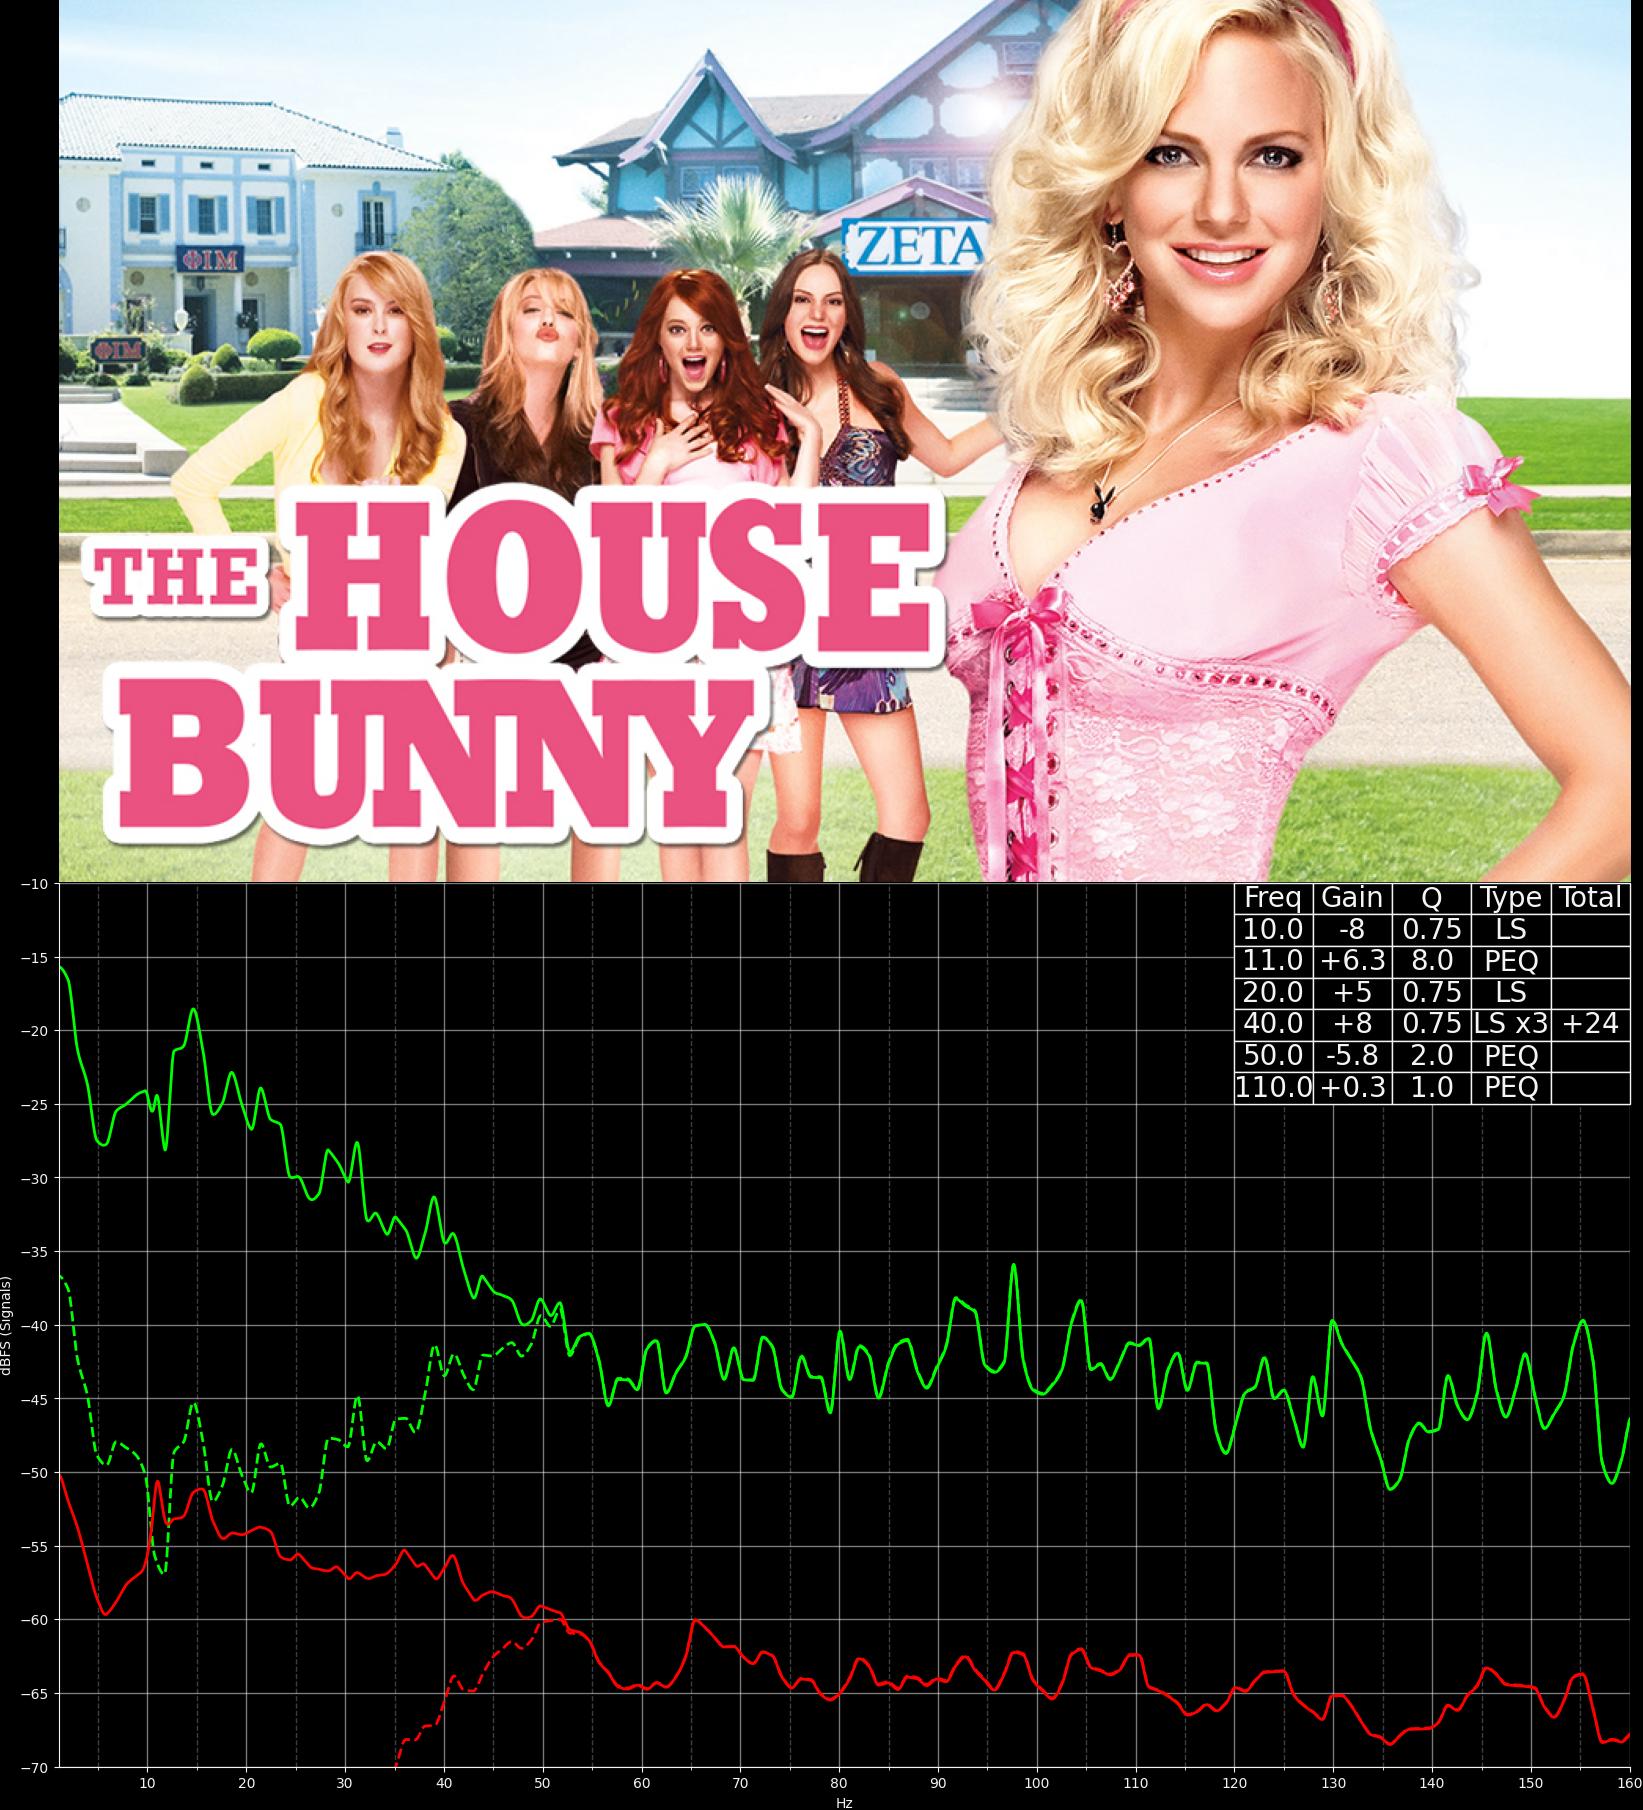 ΦΙΜ
ΦΙΜ
ZETA
THE HOUSE
BUNNY
Freq Gain Q Type Total
10.0 -8 0.75 LS
11.0 +6.3 8.0 PEQ
20.0 +5 0.75 LS
40.0 +8 0.75 LS x3 +24
50.0 -5.8 2.0 PEQ
110.0 +0.3 1.0 PEQ
−10
−15
−20
−25
−30
−35
−40
−45
−50
−55
−60
−65
−70
dBFS (Signals)
10 20 30 40 50 60 70 80 90 100 110 120 130 140 150 160
Hz